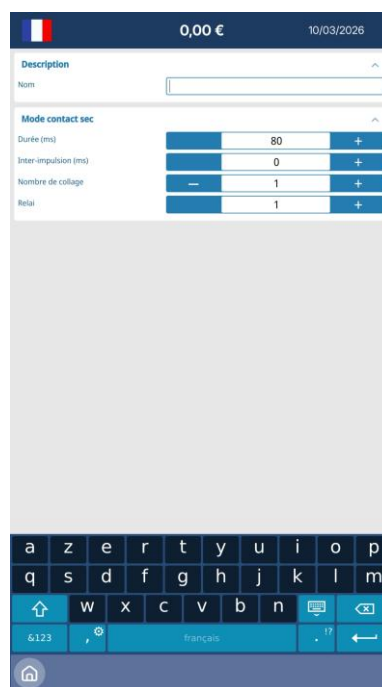 0,00 €
10/03/2026
Description
Nom
Mode contact sec
Durée (ms)
80
+
Inter-impulsion (ms)
0
+
Nombre de collage
—
1
+
Relai
1
+
a z e r t y u i o p
q s d f g h j k l m
w x c v b n
&123 , français . !?